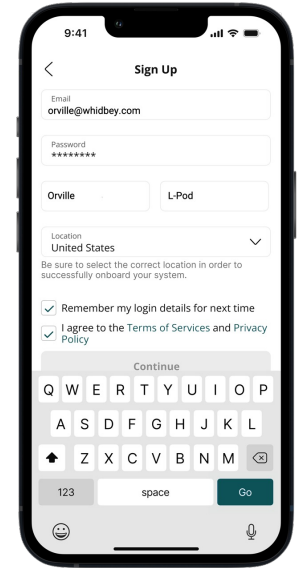 9:41
Sign Up
Email
orville@whidbey.com
Password
********
Orville
L-Pod
Location
United States
Be sure to select the correct location in order to
successfully onboard your system.
Remember my login details for next time
I agree to the Terms of Services and Privacy
Policy
Continue
Q W E R T Y U I O P
A S D F G H J K L
Z X C V B N M
123 space Go